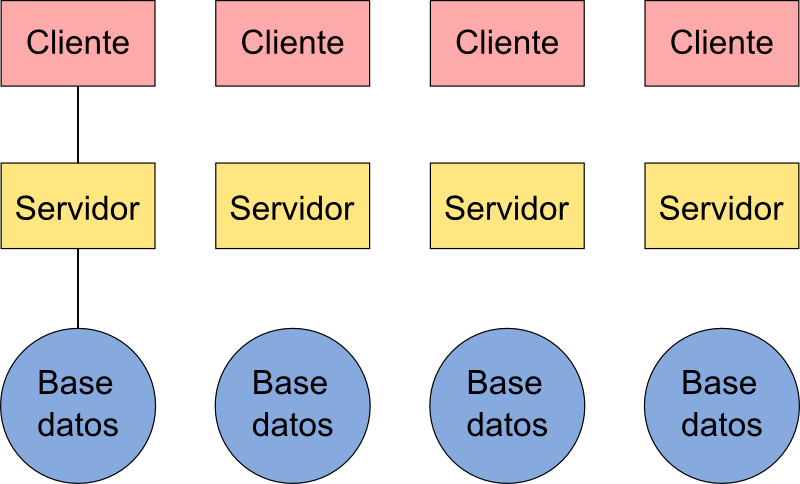 Cliente Cliente Cliente Cliente
Servidor Servidor Servidor Servidor
Base Base Base Base
datos datos datos datos